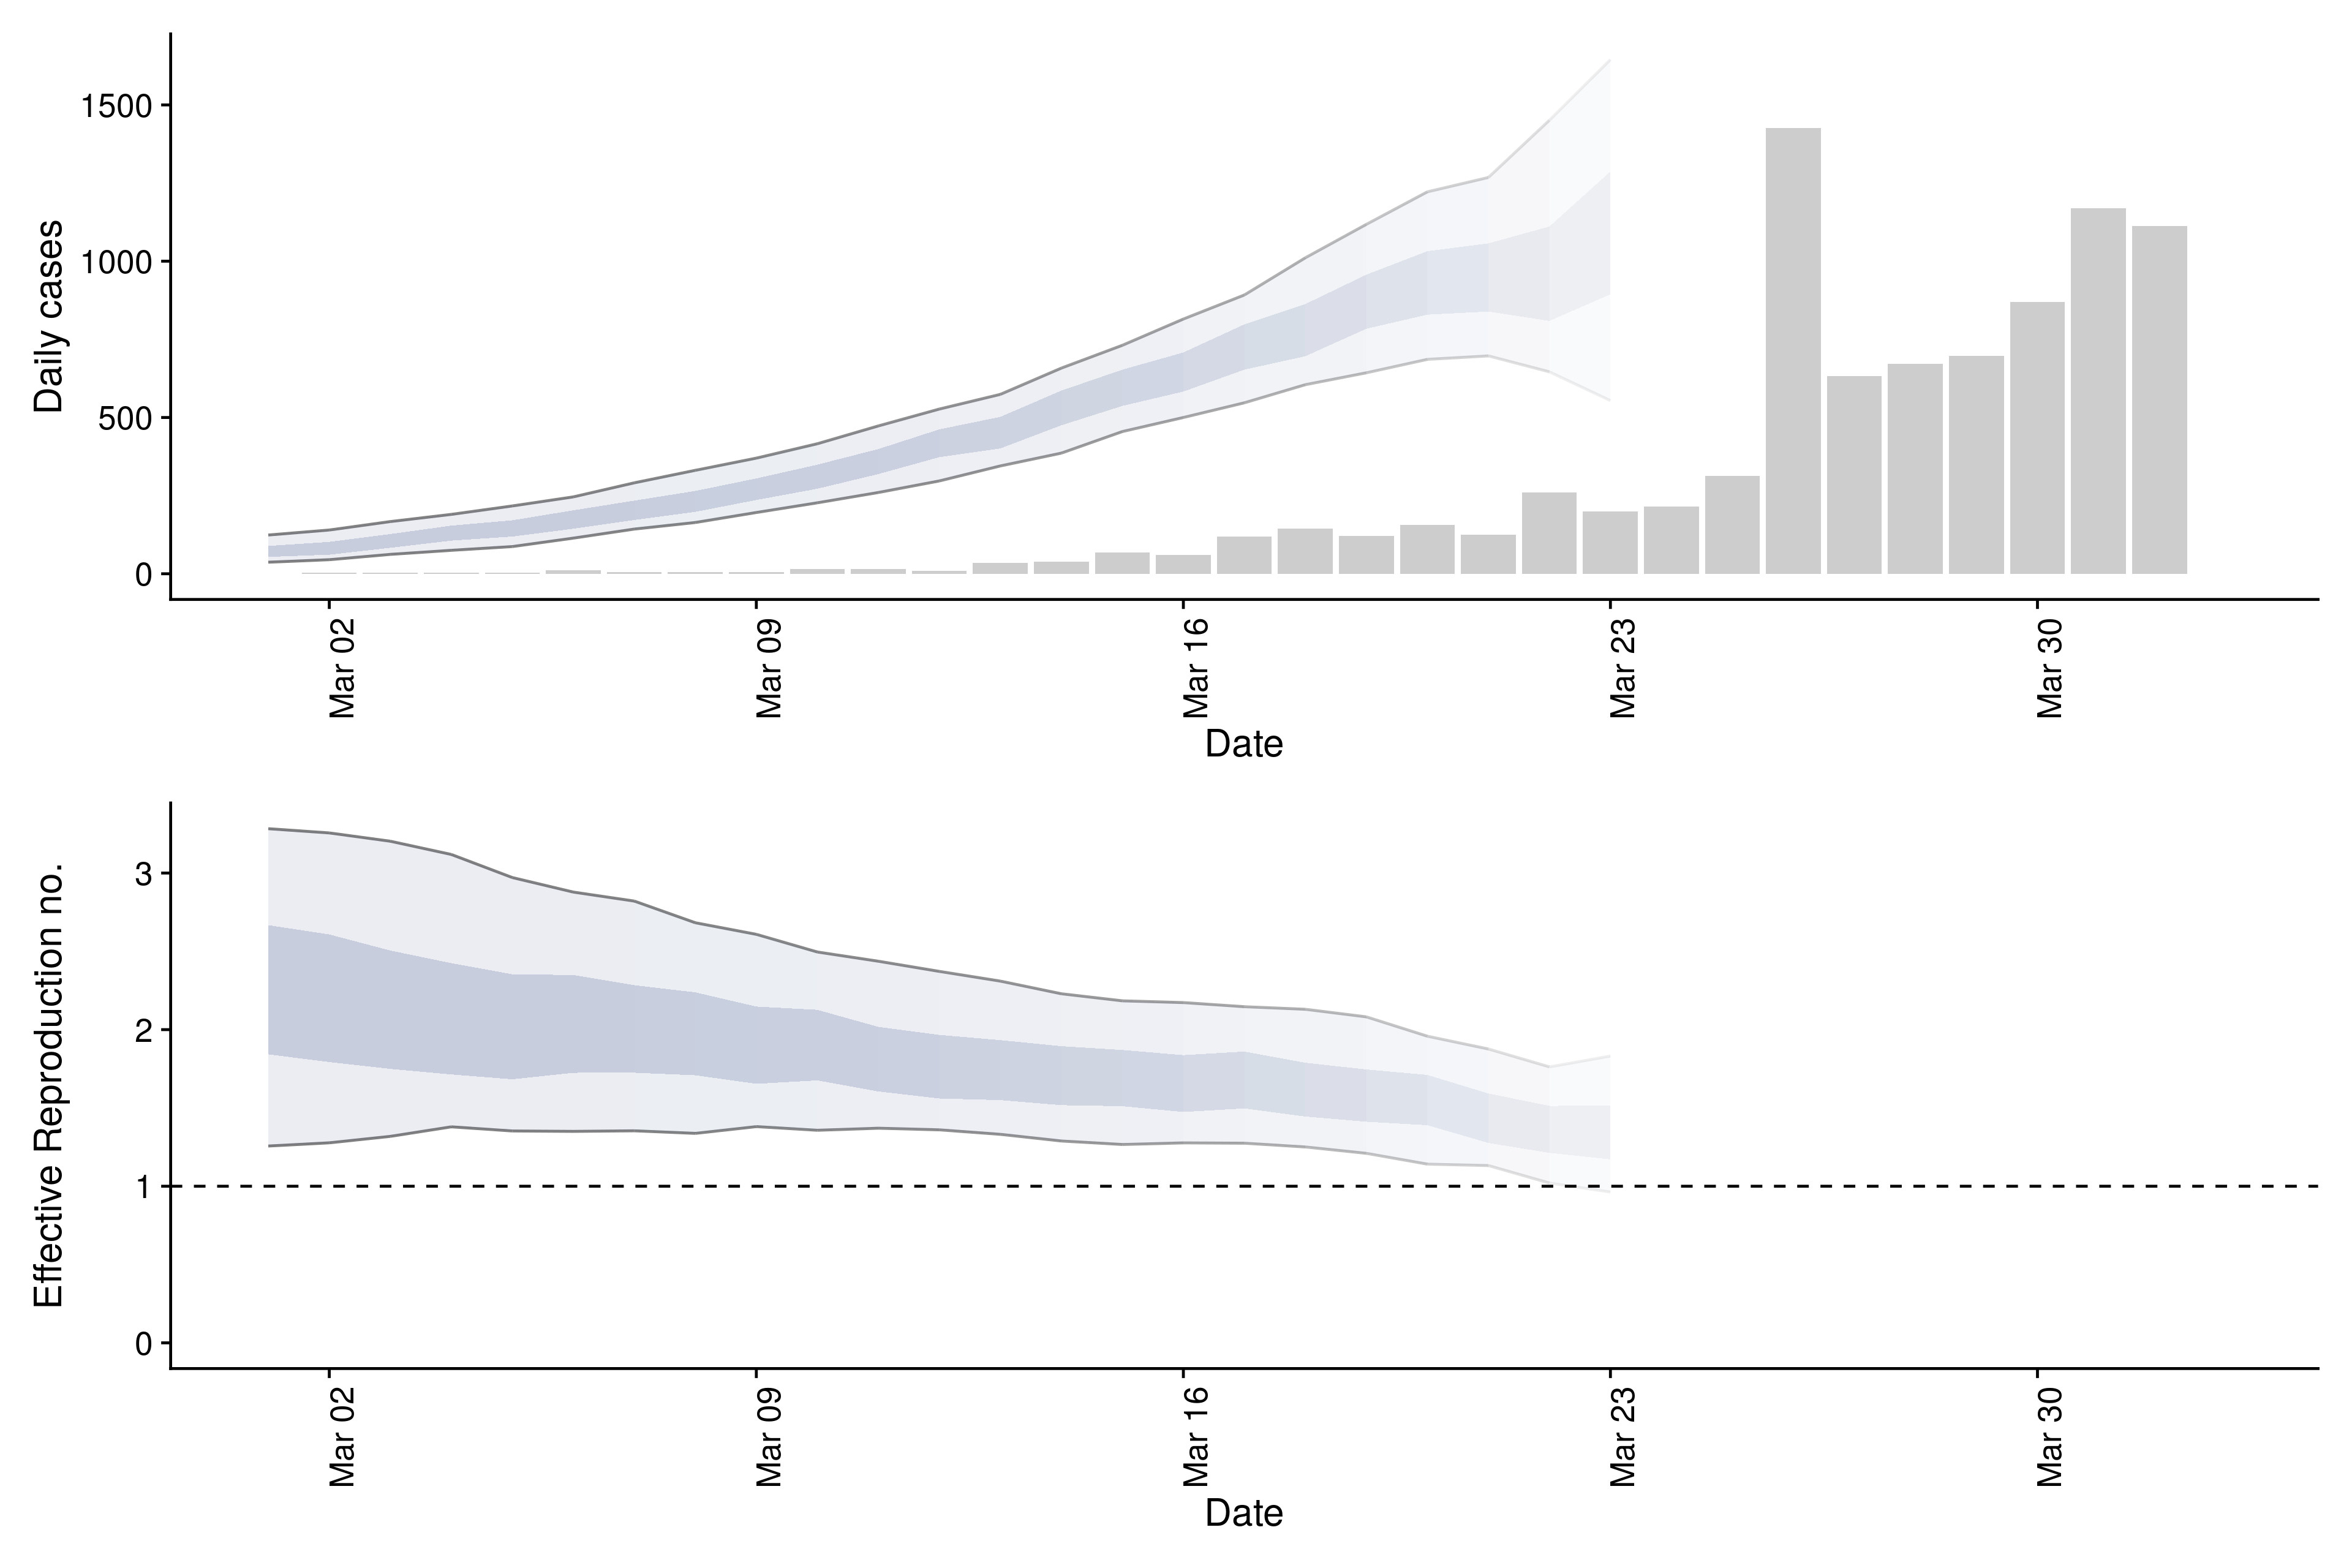 Daily cases
1500
1000
500
0
Mar 02
Mar 09
Mar 16
Mar 23
Mar 30
Date
Effective Reproduction no.
3
2
1
0
Mar 02
Mar 09
Mar 16
Mar 23
Mar 30
Date